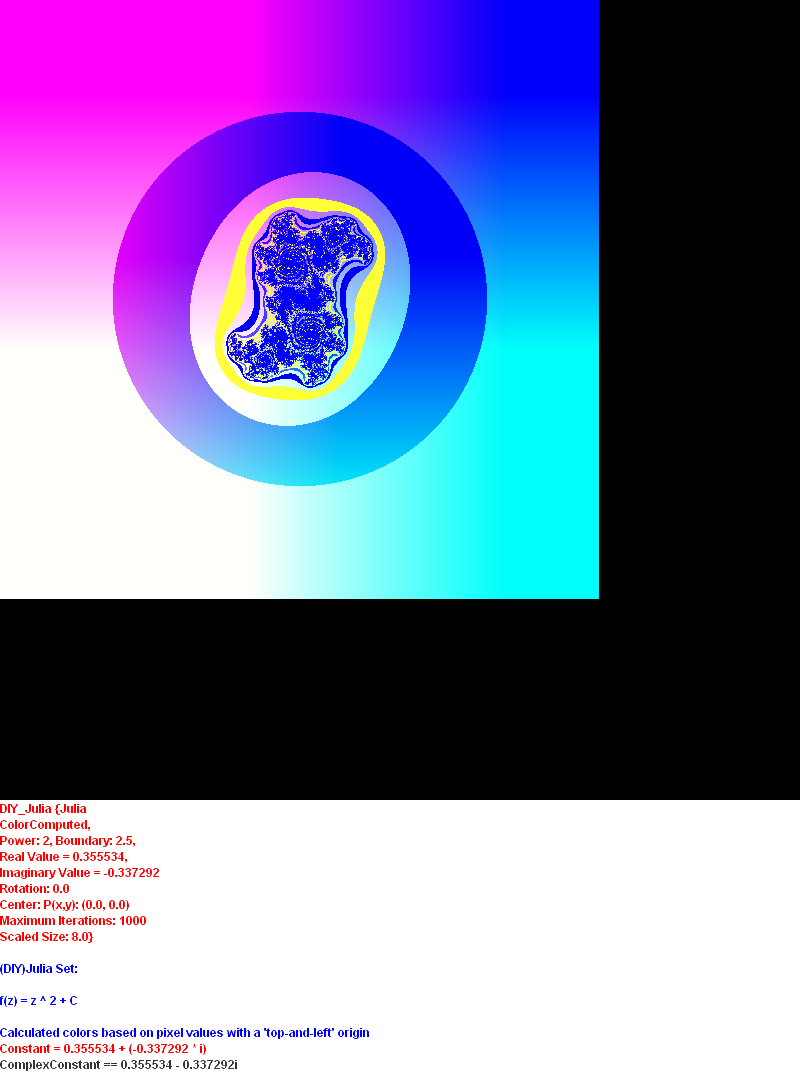 DIY_Julia {Julia
ColorComputed,
Power: 2, Boundary: 2.5,
Real Value = 0.355534,
Imaginary Value = -0.337292
Rotation: 0.0
Center: P(x,y): (0.0, 0.0)
Maximum Iterations: 1000
Scaled Size: 8.0}
(DIY)Julia Set:
f(z) = z ^ 2 + C
Calculated colors based on pixel values with a 'top-and-left' origin
Constant = 0.355534 + (-0.337292 * i)
ComplexConstant == 0.355534 - 0.337292i